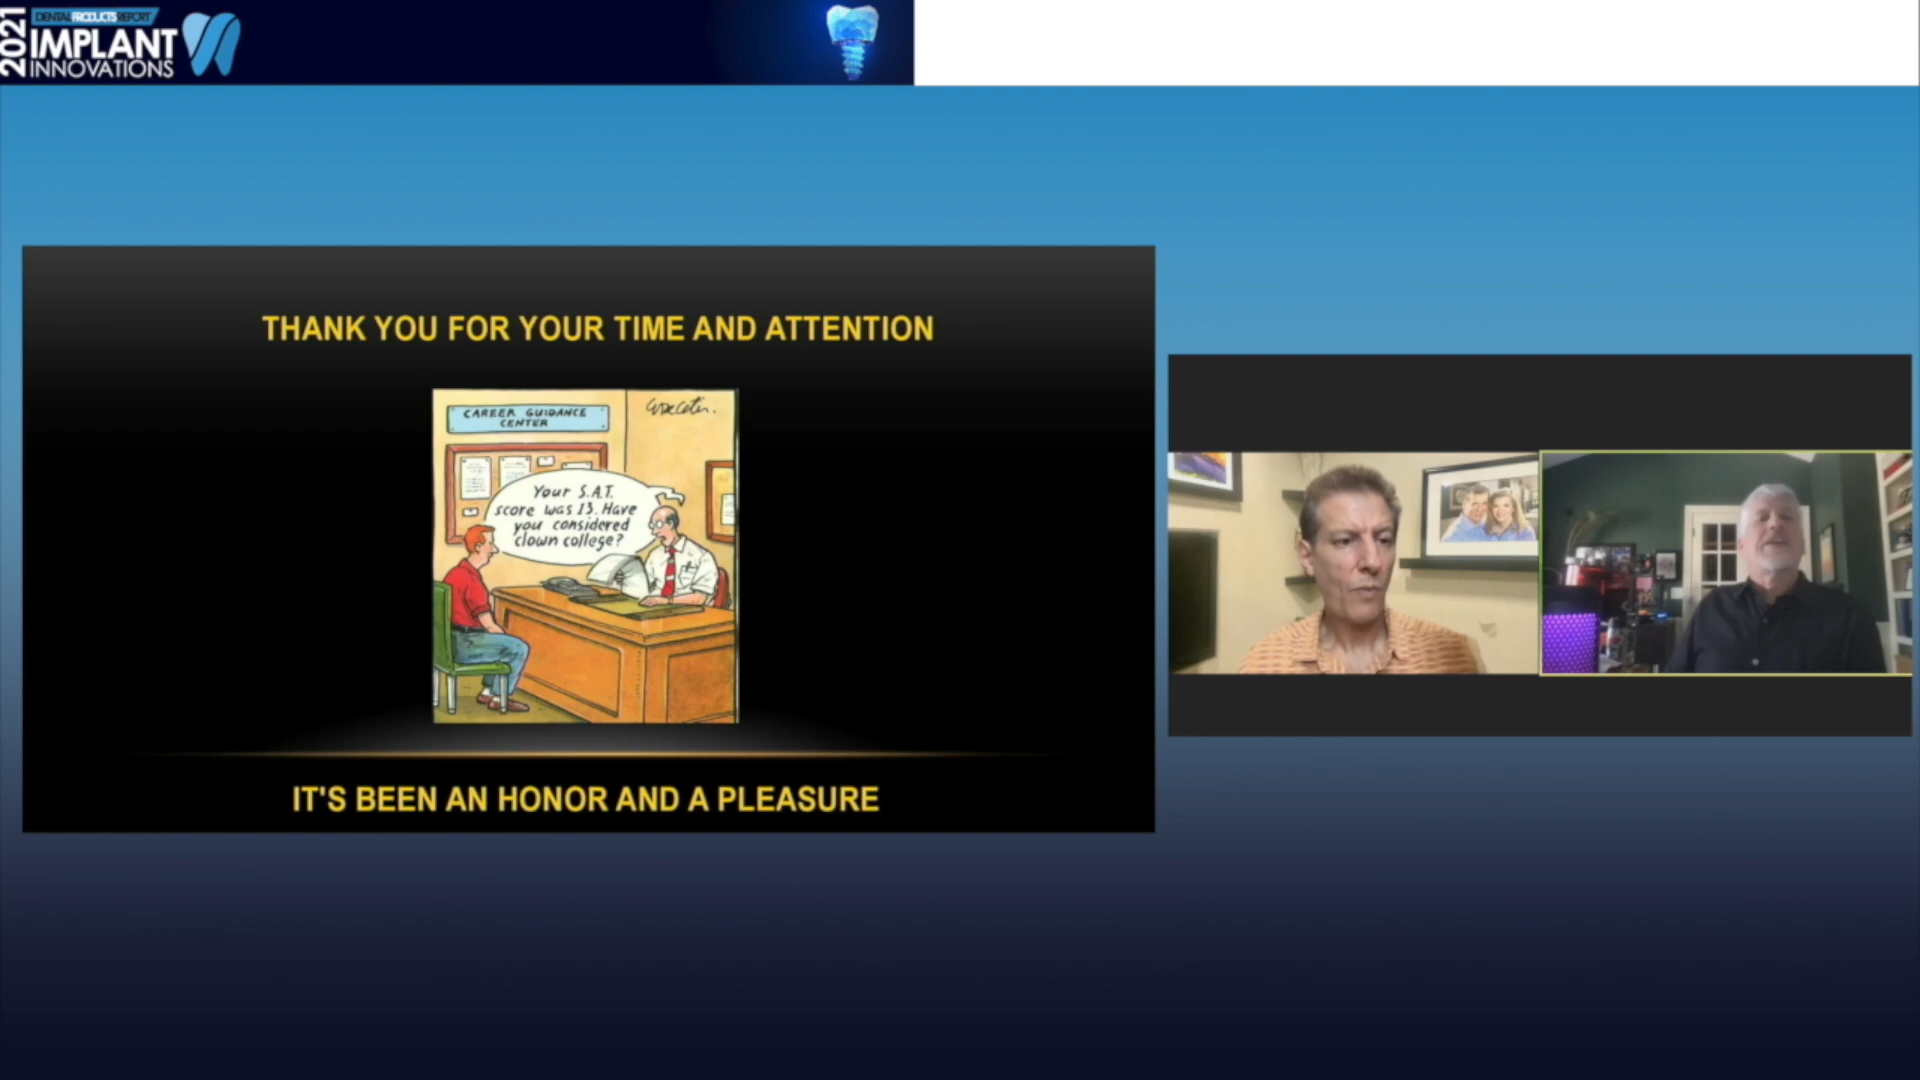 2021
DENTAL PRODUCTS REPORT
IMPLANT
INNOVATIONS
THANK YOU FOR YOUR TIME AND ATTENTION
CAREER GUIDANCE
CENTER
Your S.A.T.
score was 13. Have
you considered
clown college?
IT'S BEEN AN HONOR AND A PLEASURE